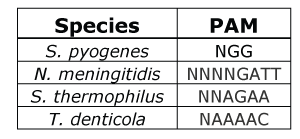 Species PAM
S. pyogenes NGG
N. meningitidis NNNNGATT
S. thermophilus NNAGAA
T. denticola NAAAAC